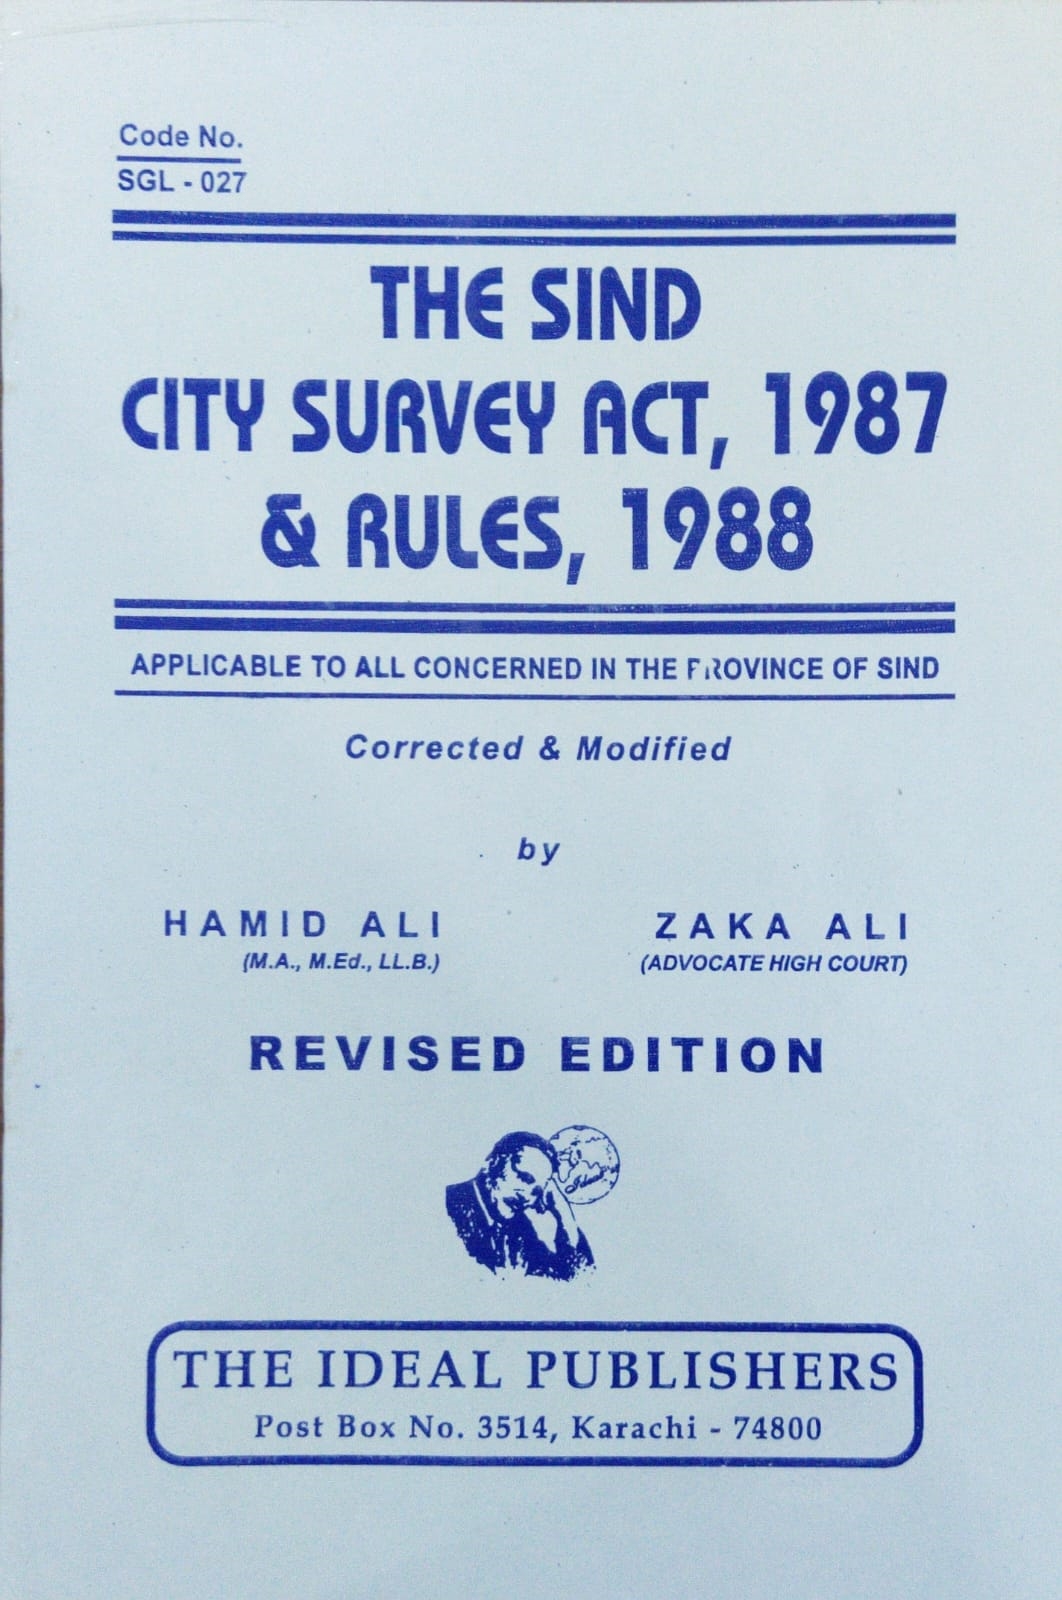 Code No.
SGL - 027
THE SIND
CITY SURVEY ACT, 1987
& RULES, 1988
APPLICABLE TO ALL CONCERNED IN THE PROVINCE OF SIND
Corrected & Modified
by
HAMID ALI
(M.A., M.Ed., LL.B.)
ZAKA ALI
(ADVOCATE HIGH COURT)
REVISED EDITION
Ideal
THE IDEAL PUBLISHERS
Post Box No. 3514, Karachi - 74800